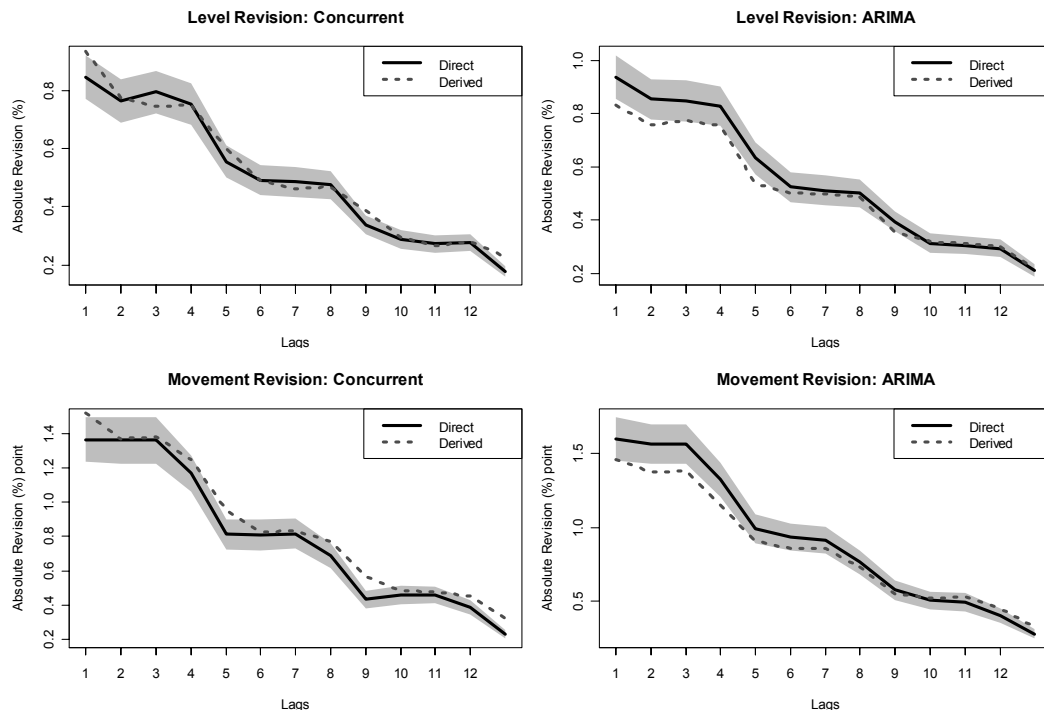 Level Revision: Concurrent
Absolute Revision (%)
0.8
0.6
0.4
0.2
Direct
Derived
1 2 3 4 5 6 7 8 9 10 11 12
Lags
Level Revision: ARIMA
Absolute Revision (%)
1.0
0.8
0.6
0.4
0.2
Direct
Derived
1 2 3 4 5 6 7 8 9 10 11 12
Lags
Movement Revision: Concurrent
Absolute Revision (%) point
1.4
1.2
1.0
0.8
0.6
0.4
0.2
Direct
Derived
1 2 3 4 5 6 7 8 9 10 11 12
Lags
Movement Revision: ARIMA
Absolute Revision (%) point
1.5
1.0
0.5
Direct
Derived
1 2 3 4 5 6 7 8 9 10 11 12
Lags